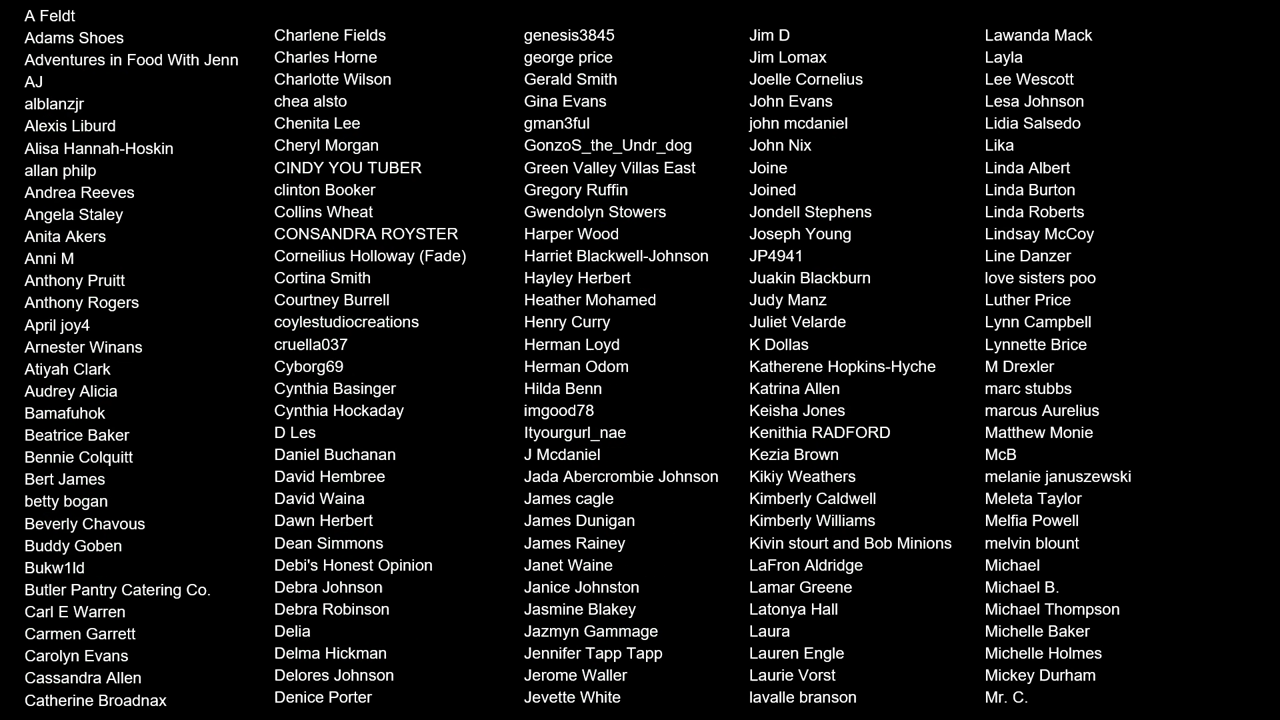 A Feldt
Adams Shoes
Adventures in Food With Jenn
AJ
alblanzjr
Alexis Liburd
Alisa Hannah-Hoskin
allan philp
Andrea Reeves
Angela Staley
Anita Akers
Anni M
Anthony Pruitt
Anthony Rogers
April joy4
Arnester Winans
Atiyah Clark
Audrey Alicia
Bamafuhok
Beatrice Baker
Bennie Colquitt
Bert James
betty bogan
Beverly Chavous
Buddy Goben
Bukw1ld
Butler Pantry Catering Co.
Carl E Warren
Carmen Garrett
Carolyn Evans
Cassandra Allen
Catherine Broadnax
Charlene Fields
Charles Horne
Charlotte Wilson
chea alsto
Chenita Lee
Cheryl Morgan
CINDY YOU TUBER
clinton Booker
Collins Wheat
CONSANDRA ROYSTER
Corneilius Holloway (Fade)
Cortina Smith
Courtney Burrell
coylestudiocreations
cruella037
Cyborg69
Cynthia Basinger
Cynthia Hockaday
D Les
Daniel Buchanan
David Hembree
David Waina
Dawn Herbert
Dean Simmons
Debi's Honest Opinion
Debra Johnson
Debra Robinson
Delia
Delma Hickman
Delores Johnson
Denice Porter
genesis3845
george price
Gerald Smith
Gina Evans
gman3ful
GonzoS_the_Undr_dog
Green Valley Villas East
Gregory Ruffin
Gwendolyn Stowers
Harper Wood
Harriet Blackwell-Johnson
Hayley Herbert
Heather Mohamed
Henry Curry
Herman Loyd
Herman Odom
Hilda Benn
imgood78
Ityourgurl_nae
J Mcdaniel
Jada Abercrombie Johnson
James cagle
James Dunigan
James Rainey
Janet Waine
Janice Johnston
Jasmine Blakey
Jazmyn Gammage
Jennifer Tapp Tapp
Jerome Waller
Jevette White
Jim D
Jim Lomax
Joelle Cornelius
John Evans
john mcdaniel
John Nix
Joine
Joined
Jondell Stephens
Joseph Young
JP4941
Juakin Blackburn
Judy Manz
Juliet Velarde
K Dollas
Katherene Hopkins-Hyche
Katrina Allen
Keisha Jones
Kenithia RADFORD
Kezia Brown
Kikiy Weathers
Kimberly Caldwell
Kimberly Williams
Kivin stourt and Bob Minions
LaFron Aldridge
Lamar Greene
Latonya Hall
Laura
Lauren Engle
Laurie Vorst
lavalle branson
Lawanda Mack
Layla
Lee Wescott
Lesa Johnson
Lidia Salsedo
Lika
Linda Albert
Linda Burton
Linda Roberts
Lindsay McCoy
Line Danzer
love sisters poo
Luther Price
Lynn Campbell
Lynnette Brice
M Drexler
marc stubbs
marcus Aurelius
Matthew Monie
McB
melanie januszewski
Meleta Taylor
Melfia Powell
melvin blount
Michael
Michael B.
Michael Thompson
Michelle Baker
Michelle Holmes
Mickey Durham
Mr. C.